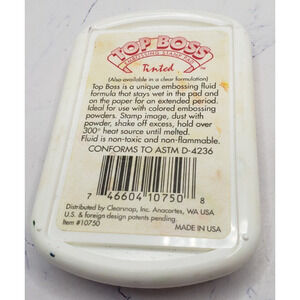 TOP BOSS
EMBOSSING STAMP PAD
Tinted
(Also available in a clear formulation)
Top Boss is a unique embossing fluid
formula that stays wet in the pad and
on the paper for an extended period.
Ideal for use with colored embossing
powders. Stamp image, dust with
powder, shake off excess, hold over
300° heat source until melted.
Fluid is non-toxic and non-flammable.
CONFORMS TO ASTM D-4236
7 46604 10750 8
Distributed by Clearsnap, Inc. Anacortes, WA USA
U.S. & foreign design patents pending.
Item #10750
MADE IN USA